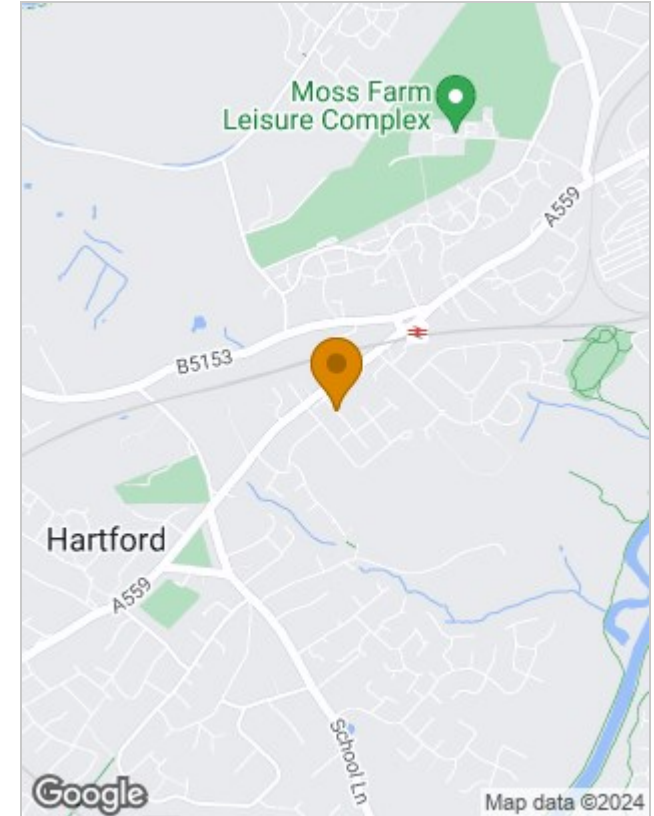 Moss Farm
Leisure Complex
A559
B5153
Hartford
A559
School Ln
Google
Map data ©2024